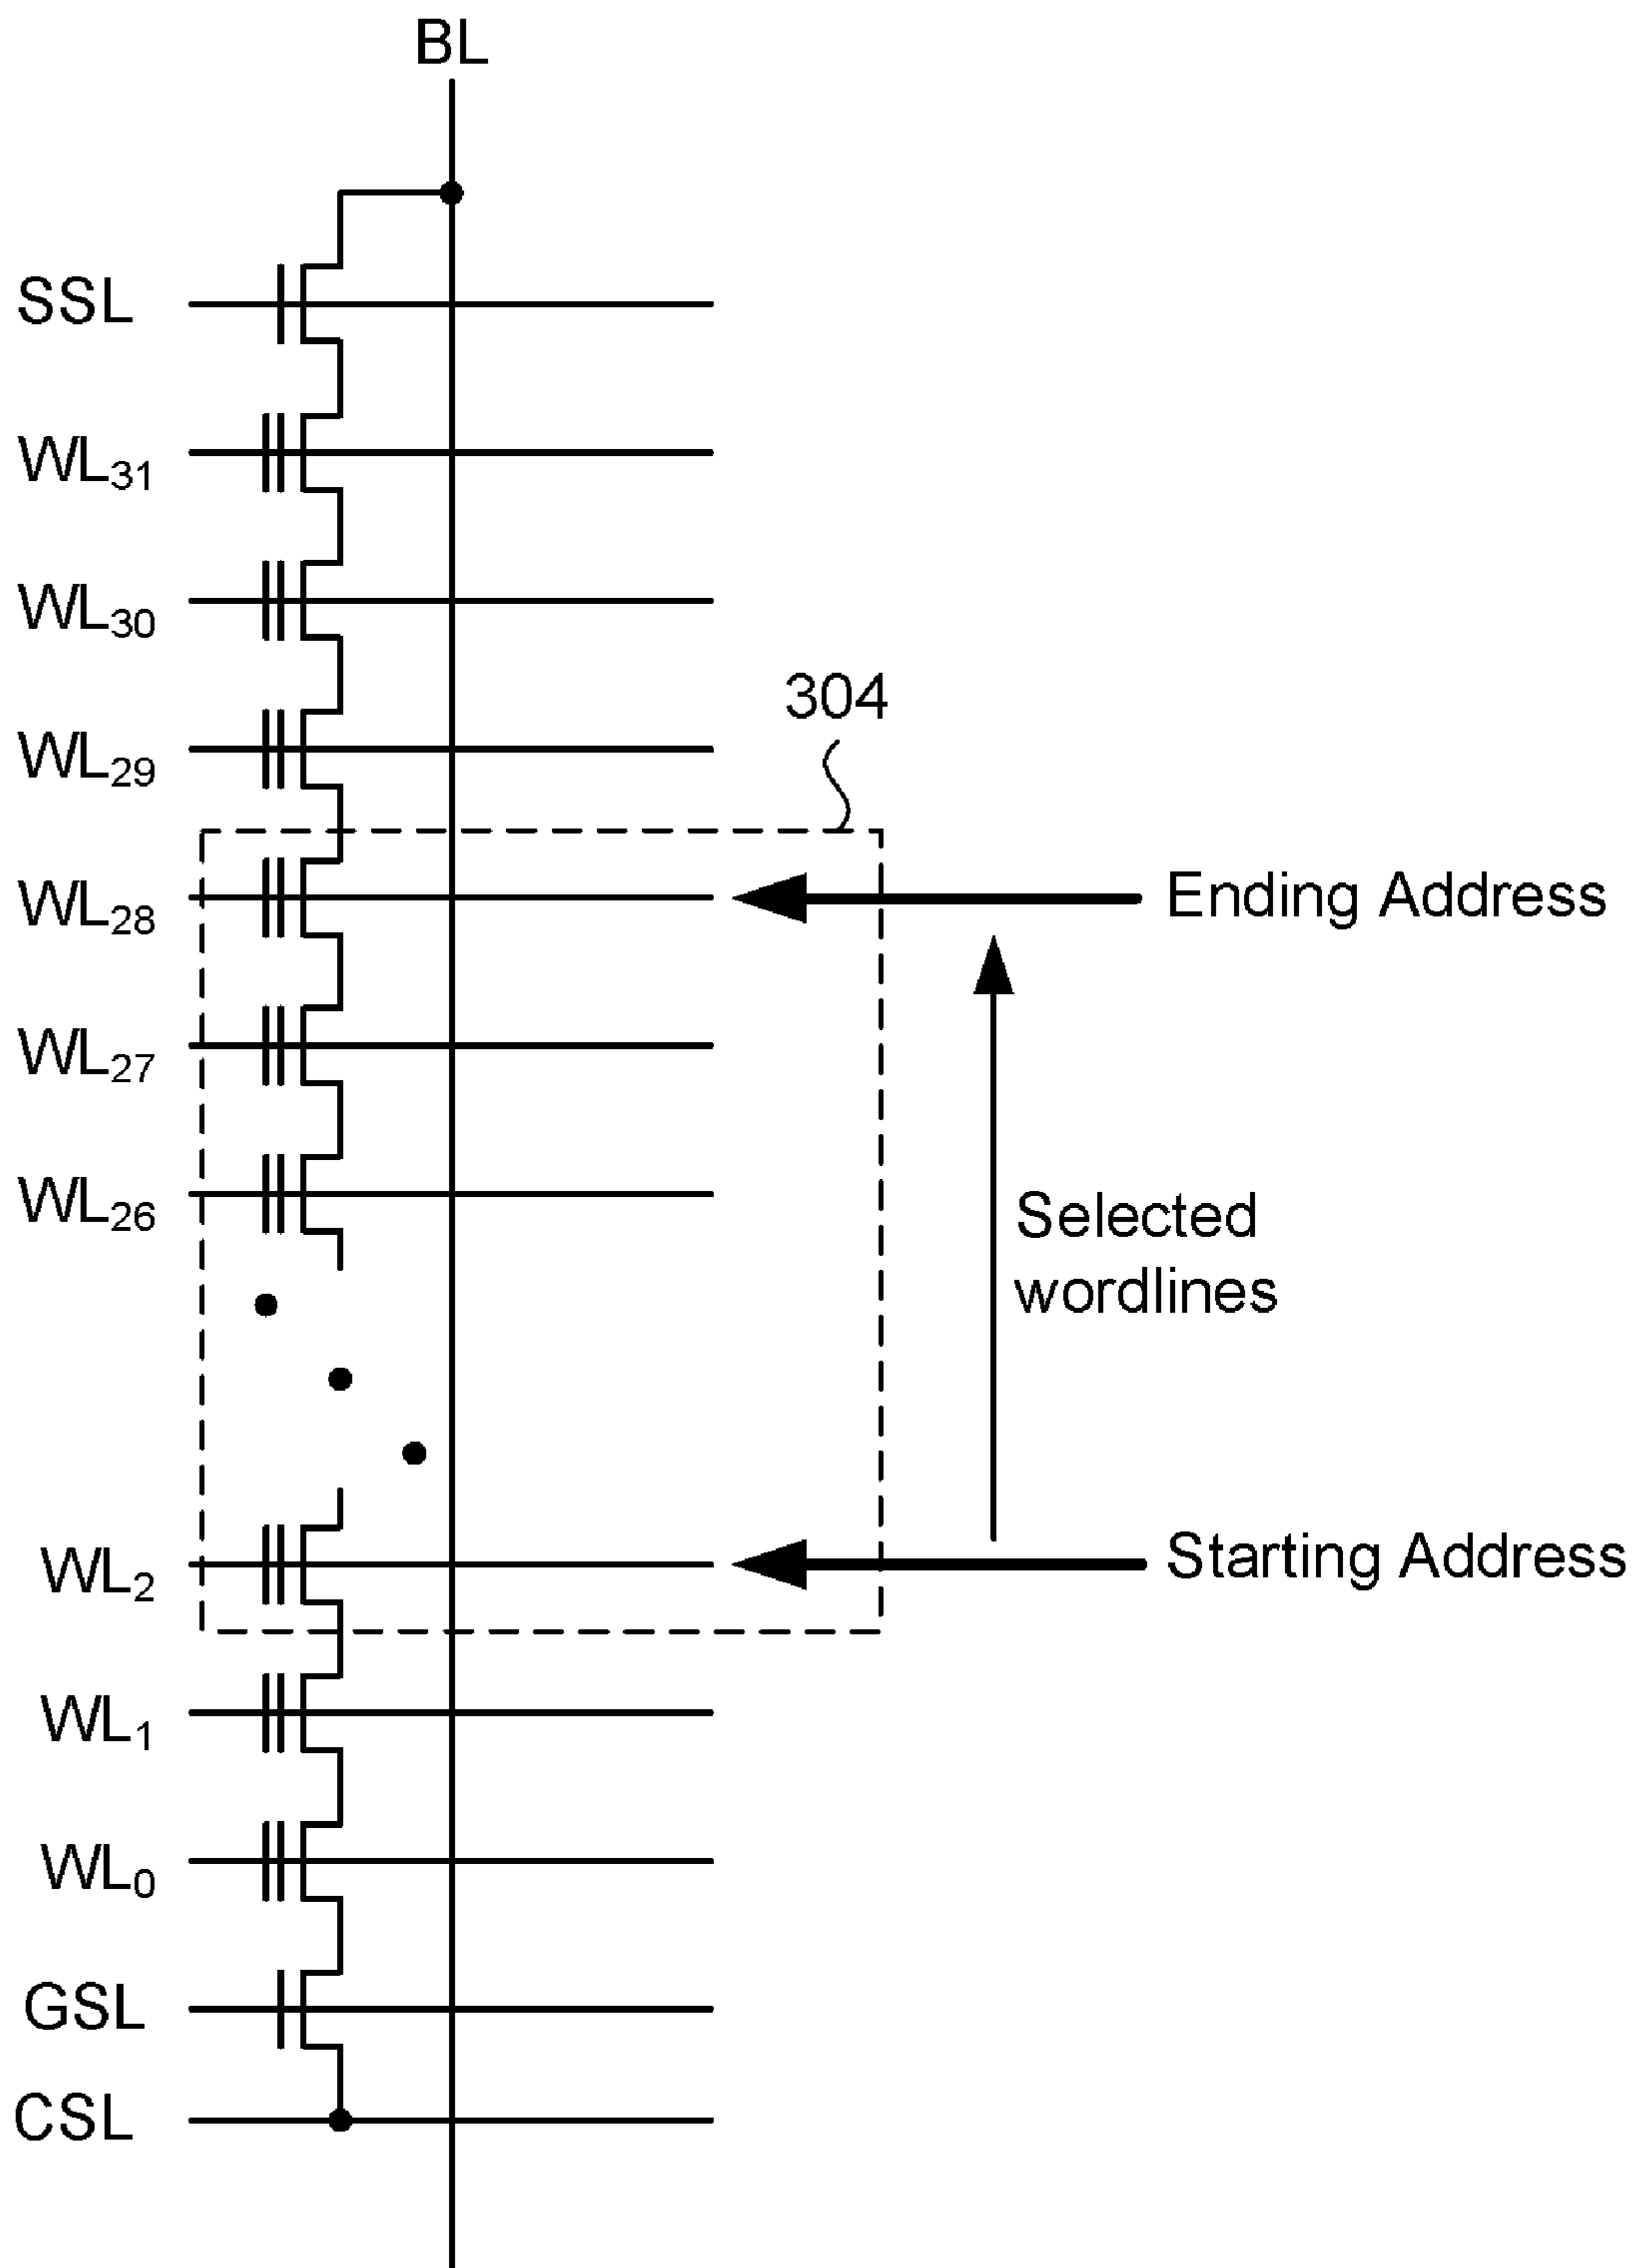 BL
SSL
WL31
WL30
WL29
304
WL28
Ending Address
WL27
WL26
Selected
wordlines
WL2
Starting Address
WL1
WL0
GSL
CSL